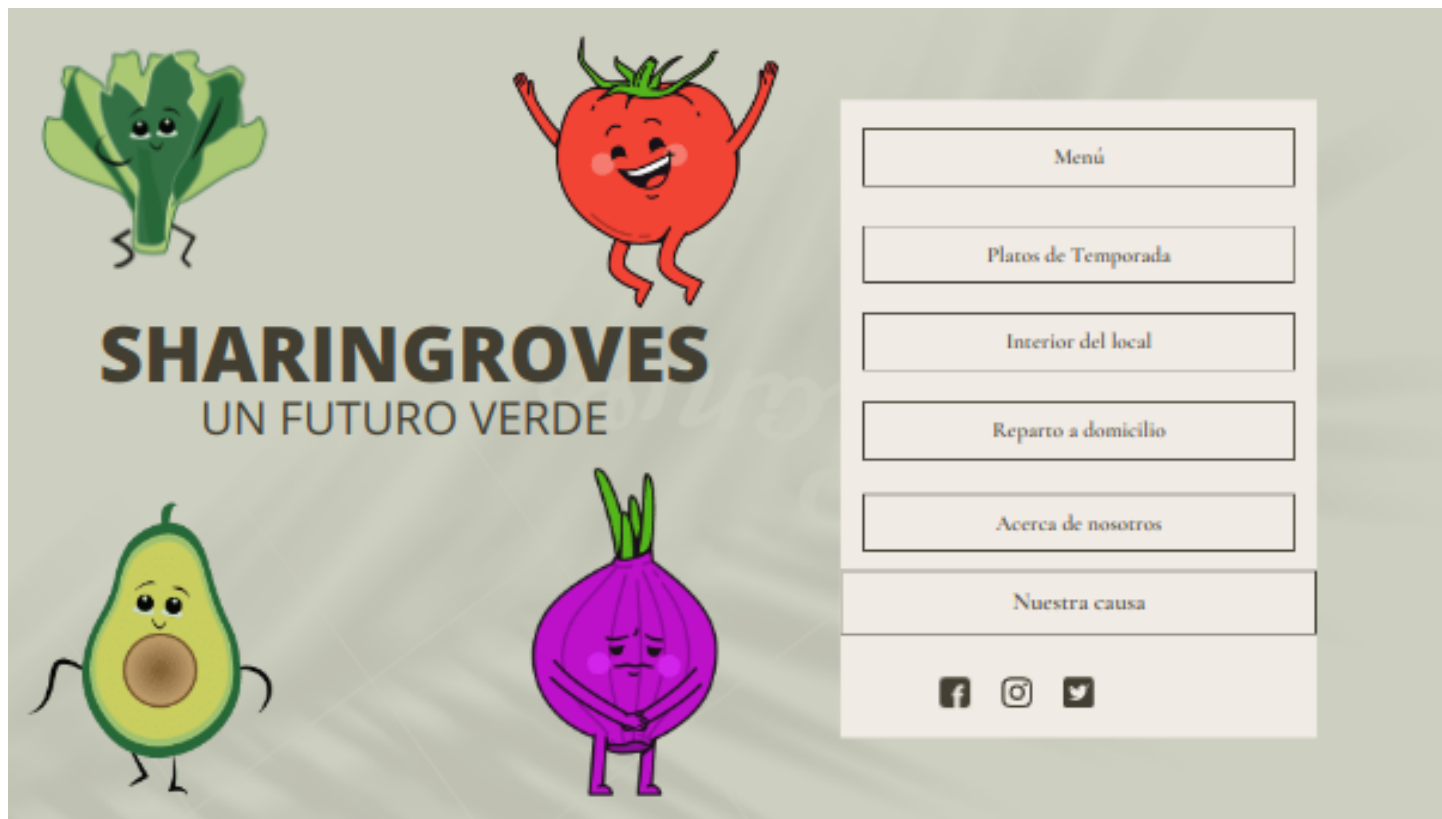 SHARINGROVES
UN FUTURO VERDE
Menú
Platos de Temporada
Interior del local
Reparto a domicilio
Acerca de nosotros
Nuestra causa